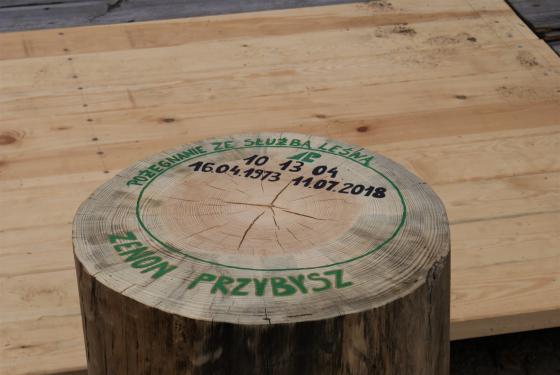 POŻEGNANIE ZE SŁUŻBĄ LEŚNĄ
10 13 04
16.04.1973 11.07.2018
ZENON PRZYBYSZ